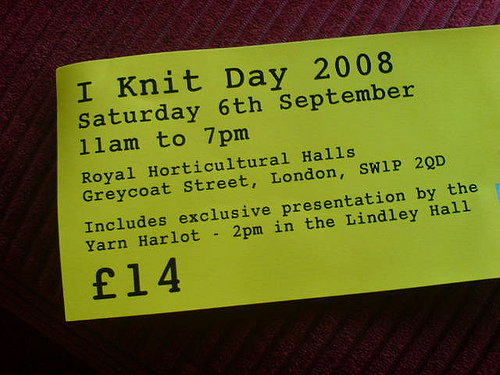 I Knit Day 2008
Saturday 6th September
11am to 7pm
Royal Horticultural Halls
Greycoat Street, London, SW1P 2QD
Includes exclusive presentation by the
Yarn Harlot - 2pm in the Lindley Hall
£14